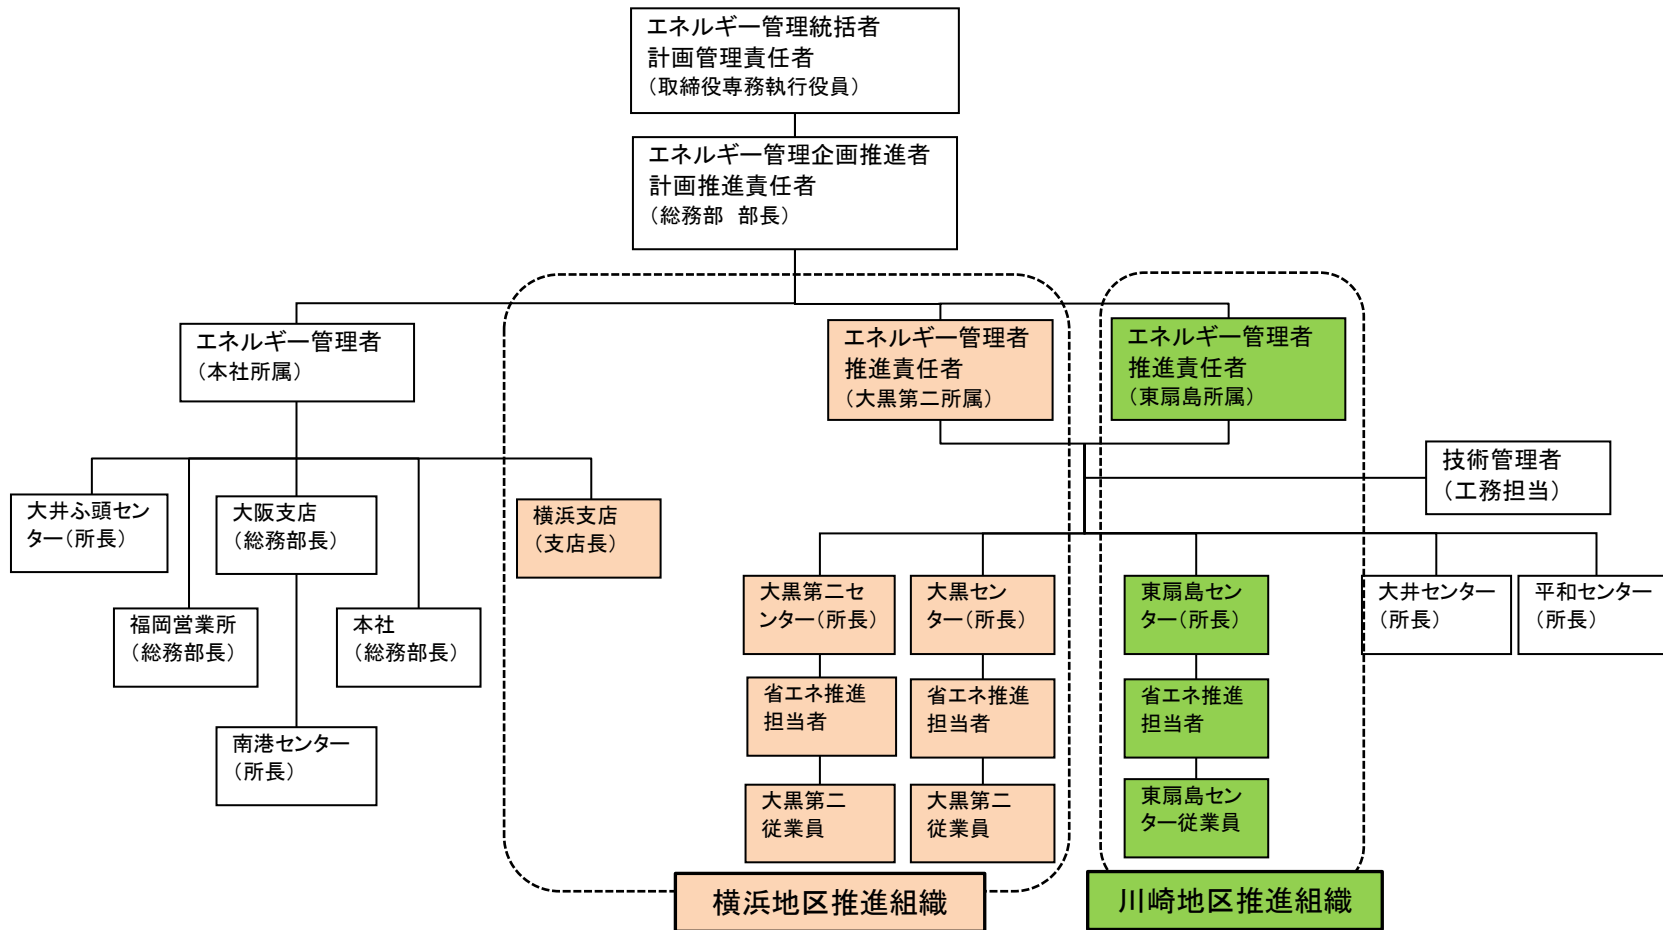 エネルギー管理統括者
計画管理責任者
（取締役専務執行役員）
エネルギー管理企画推進者
計画推進責任者
（総務部　部長）
エネルギー管理者
（本社所属）
エネルギー管理者
推進責任者
（大黒第二所属）
エネルギー管理者
推進責任者
（東扇島所属）
技術管理者
（工務担当）
大井ふ頭セン
ター（所長）
大阪支店
（総務部長）
横浜支店
（支店長）
福岡営業所
（総務部長）
本社
（総務部長）
南港センター
（所長）
大黒第二セ
ンター（所長）
大黒セン
ター（所長）
東扇島セン
ター（所長）
大井センター
（所長）
平和センター
（所長）
省エネ推進
担当者
省エネ推進
担当者
省エネ推進
担当者
大黒第二
従業員
大黒第二
従業員
東扇島セン
ター従業員
横浜地区推進組織
川崎地区推進組織